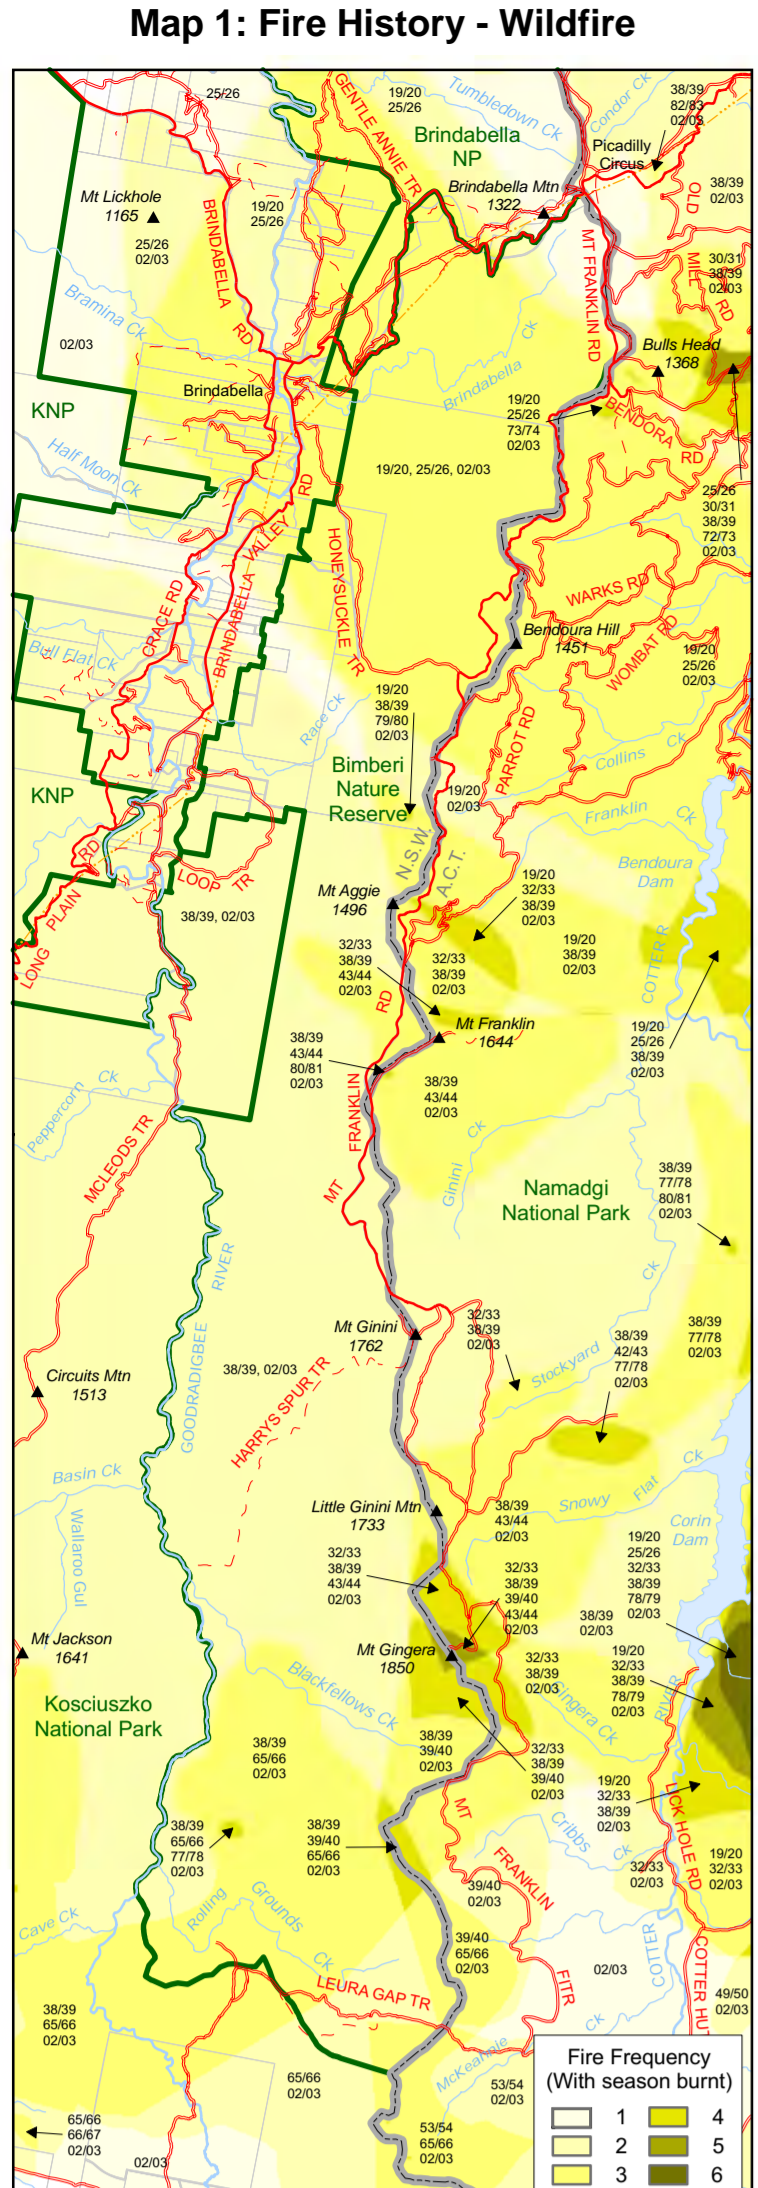 Map 1: Fire History - Wildfire
25/26
19/20
25/26
GENTLE ANNIE TR
Tumbledown Ck
Condor Ck
38/39
82/83
02/03
Brindabella
NP
Picadilly
Circus
Mt Lickhole
1165
BRINDABELLA
RD
19/20
25/26
Brindabella Mtn
1322
OLD
MILL
RD
38/39
02/03
25/26
02/03
MT FRANKLIN RD
30/31
38/39
02/03
Bramina Ck
02/03
Bulls Head
1368
Brindabella
Brindabella Ck
KNP
19/20
25/26
73/74
02/03
BENDORA
RD
Half Moon Ck
19/20, 25/26, 02/03
25/26
30/31
38/39
72/73
02/03
BRINDABELLA VALLEY RD
HONEYSUCKLE TR
CRACE RD
WARKS RD
Bull Flat Ck
Bendoura Hill
1451
WOMBAT RD
19/20
25/26
02/03
19/20
38/39
79/80
02/03
Race Ck
PARROT RD
Collins Ck
Bimberi
Nature
Reserve
KNP
19/20
02/03
Franklin Ck
N.S.W.
A.C.T.
Bendoura
Dam
LOOP TR
LONG PLAIN RD
Mt Aggie
1496
19/20
32/33
38/39
02/03
38/39, 02/03
32/33
38/39
43/44
02/03
32/33
38/39
02/03
19/20
38/39
02/03
COTTER R
Mt Franklin
1644
19/20
25/26
38/39
02/03
38/39
43/44
80/81
02/03
38/39
43/44
02/03
Peppercorn Ck
MT FRANKLIN RD
MCLEODS TR
Ginini Ck
38/39
77/78
80/81
02/03
Namadgi
National Park
GOODRADIGBEE RIVER
Mt Ginini
1762
32/33
38/39
02/03
38/39
42/43
77/78
02/03
38/39
77/78
02/03
Circuits Mtn
1513
38/39, 02/03
Stockyard Ck
HARRYS SPUR TR
Basin Ck
Wallaroo Gul
Little Ginini Mtn
1733
38/39
43/44
02/03
Snowy Flat Ck
Corin
Dam
32/33
38/39
43/44
02/03
32/33
38/39
39/40
43/44
02/03
19/20
25/26
32/33
38/39
78/79
02/03
38/39
02/03
Mt Jackson
1641
Mt Gingera
1850
32/33
38/39
02/03
19/20
32/33
38/39
78/79
02/03
Kosciuszko
National Park
Blackfellows Ck
Gingera Ck
RIVER
38/39
65/66
02/03
38/39
39/40
02/03
32/33
38/39
39/40
02/03
19/20
32/33
38/39
02/03
LICK HOLE RD
38/39
65/66
77/78
02/03
38/39
39/40
65/66
02/03
MT FRANKLIN FITR
Cribbs Ck
32/33
02/03
19/20
32/33
02/03
39/40
02/03
Cave Ck
Rolling Grounds Ck
39/40
65/66
02/03
02/03
COTTER
COTTER HUT
LEURA GAP TR
49/50
02/03
38/39
65/66
02/03
McKeahnie Ck
65/66
02/03
53/54
02/03
65/66
66/67
02/03
02/03
53/54
65/66
02/03
Fire Frequency
(With season burnt)
1 4
2 5
3 6